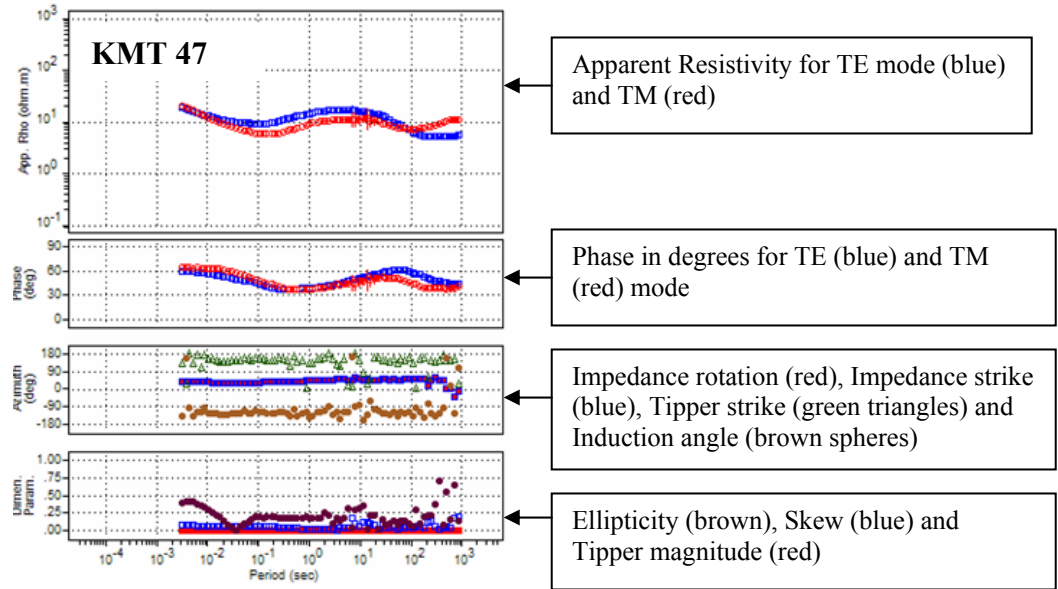 KMT 47
10³
10²
10¹
10⁰
10⁻¹
App. Rho (ohm.m)
Apparent Resistivity for TE mode (blue)
and TM (red)
90
60
30
0
Phase
(deg)
Phase in degrees for TE (blue) and TM
(red) mode
180
90
0
-90
-180
Azimuth
(deg)
Impedance rotation (red), Impedance strike
(blue), Tipper strike (green triangles) and
Induction angle (brown spheres)
1.00
.75
.50
.25
.00
Dimen.
Param.
Ellipticity (brown), Skew (blue) and
Tipper magnitude (red)
10⁻⁴ 10⁻³ 10⁻² 10⁻¹ 10⁰ 10¹ 10² 10³
Period (sec)